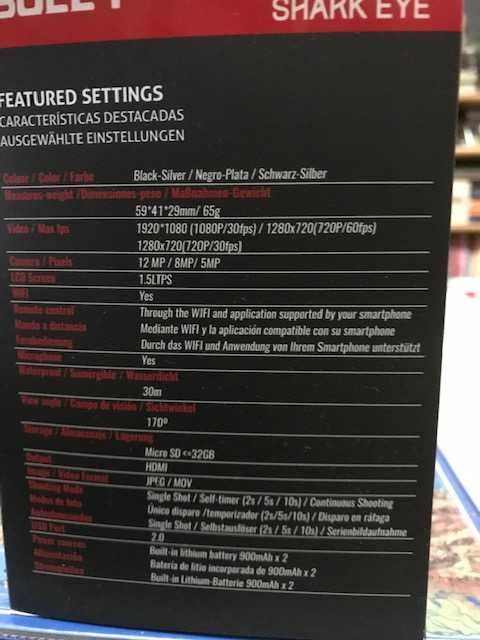 SHARK EYE
FEATURED SETTINGS
CARACTERÍSTICAS DESTACADAS
AUSGEWÄHLTE EINSTELLUNGEN
Colour / Color / Farbe Black-Silver / Negro-Plata / Schwarz-Silber
Measures-weight /Dimensiones-peso / Maßnahmen-Gewicht
59*41*29mm/ 65g
Video / Max fps 1920*1080 (1080P/30fps) / 1280x720(720P/60fps)
1280x720(720P/30fps)
Camera / Pixels 12 MP / 8MP/ 5MP
LCD Screen 1.5LTPS
WIFI Yes
Remote control Through the WIFI and application supported by your smartphone
Mando a distancia Mediante WIFI y la aplicación compatible con su smartphone
Fernbedienung Durch das WIFI und Anwendung von Ihrem Smartphone unterstützt
Microphone Yes
Waterproof / Sumergible / Wasserdicht
30m
View angle / Campo de visión / Sichtwinkel
170º
Storage / Almacenaje / Lagerung
Micro SD <=32GB
Output HDMI
Image / Video Format JPEG / MOV
Shooting Mode Single Shot / Self-timer (2s / 5s / 10s) / Continuous Shooting
Modos de foto Único disparo /temporizador (2s/5s/10s) / Disparo en ráfaga
Aufnahmemodus Single Shot / Selbstauslöser (2s / 5s / 10s) / Serienbildaufnahme
USB Port 2.0
Power sources Built-in lithium battery 900mAh x 2
Alimentación Batería de litio incorporada de 900mAh x 2
Built-in Lithium-Batterie 900mAh x 2